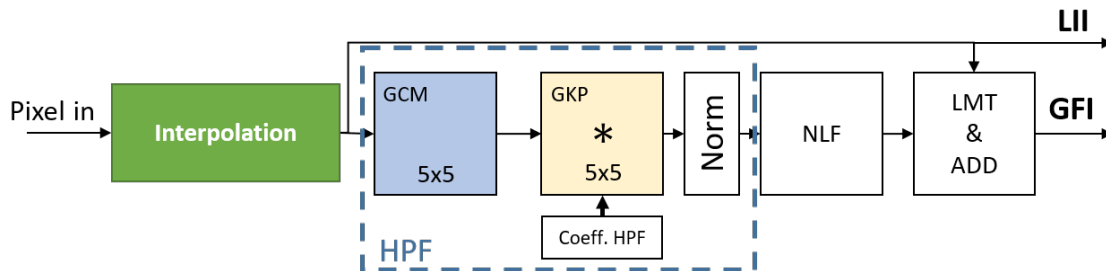 LII
Pixel in
Interpolation
GCM
5x5
GKP
*
5x5
Norm
NLF
LMT
&
ADD
GFI
Coeff. HPF
HPF